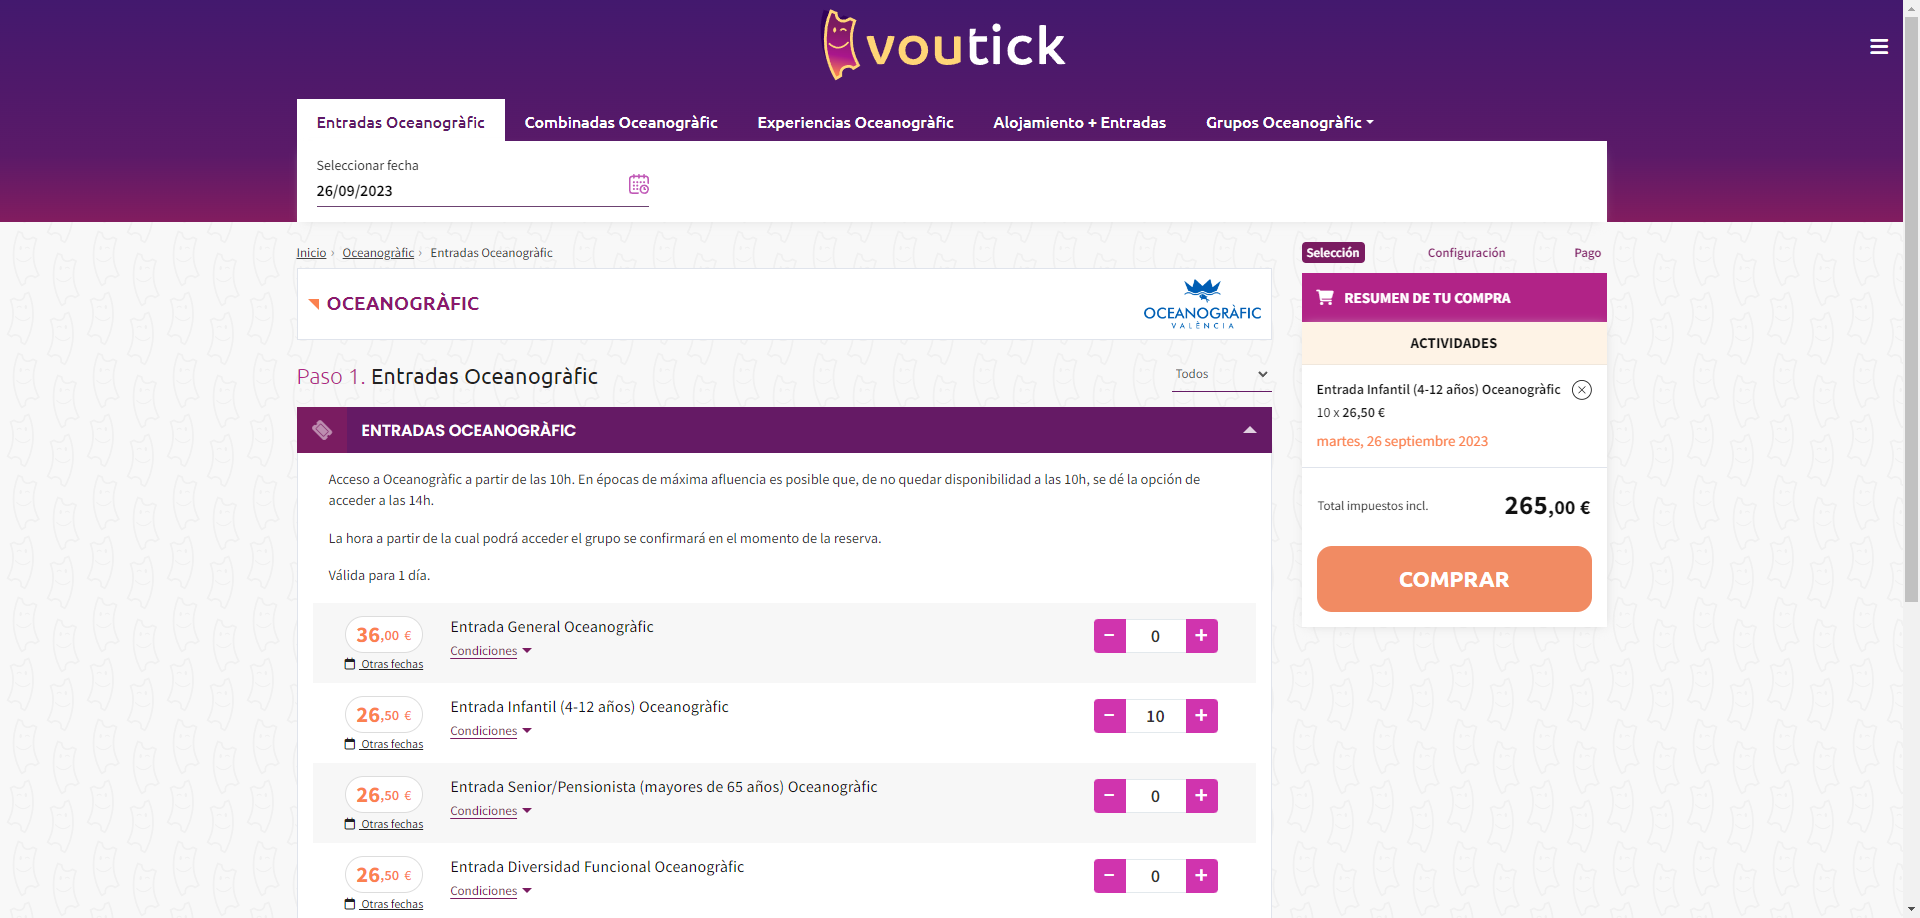 voutick
Entradas Oceanogràfic
Combinadas Oceanogràfic
Experiencias Oceanogràfic
Alojamiento + Entradas
Grupos Oceanogràfic
Seleccionar fecha
26/09/2023
Inicio › Oceanogràfic › Entradas Oceanogràfic
OCEANOGRÀFIC
OCEANOGRÀFIC
VALÈNCIA
Paso 1. Entradas Oceanogràfic
Todos
ENTRADAS OCEANOGRÀFIC
Acceso a Oceanogràfic a partir de las 10h. En épocas de máxima afluencia es posible que, de no quedar disponibilidad a las 10h, se dé la opción de
acceder a las 14h.
La hora a partir de la cual podrá acceder el grupo se confirmará en el momento de la reserva.
Válida para 1 día.
36,00 €
Otras fechas
Entrada General Oceanogràfic
Condiciones
− 0 +
26,50 €
Otras fechas
Entrada Infantil (4-12 años) Oceanogràfic
Condiciones
− 10 +
26,50 €
Otras fechas
Entrada Senior/Pensionista (mayores de 65 años) Oceanogràfic
Condiciones
− 0 +
26,50 €
Otras fechas
Entrada Diversidad Funcional Oceanogràfic
Condiciones
− 0 +
Selección
Configuración
Pago
RESUMEN DE TU COMPRA
ACTIVIDADES
Entrada Infantil (4-12 años) Oceanogràfic
10 x 26,50 €
martes, 26 septiembre 2023
Total impuestos incl.
265,00 €
COMPRAR